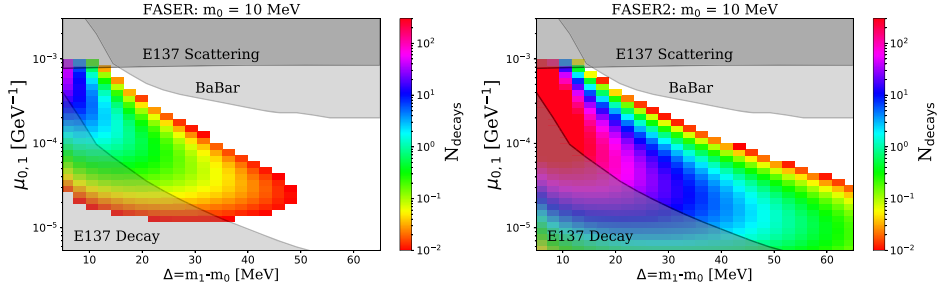 FASER: m₀ = 10 MeV
μ₀,₁ [GeV⁻¹]
10⁻³
10⁻⁴
10⁻⁵
E137 Scattering
BaBar
E137 Decay
10 20 30 40 50 60
Δ=m₁-m₀ [MeV]
10²
10¹
10⁰
10⁻¹
10⁻²
N_decays
FASER2: m₀ = 10 MeV
μ₀,₁ [GeV⁻¹]
10⁻³
10⁻⁴
10⁻⁵
E137 Scattering
BaBar
E137 Decay
10 20 30 40 50 60
Δ=m₁-m₀ [MeV]
10²
10¹
10⁰
10⁻¹
10⁻²
N_decays